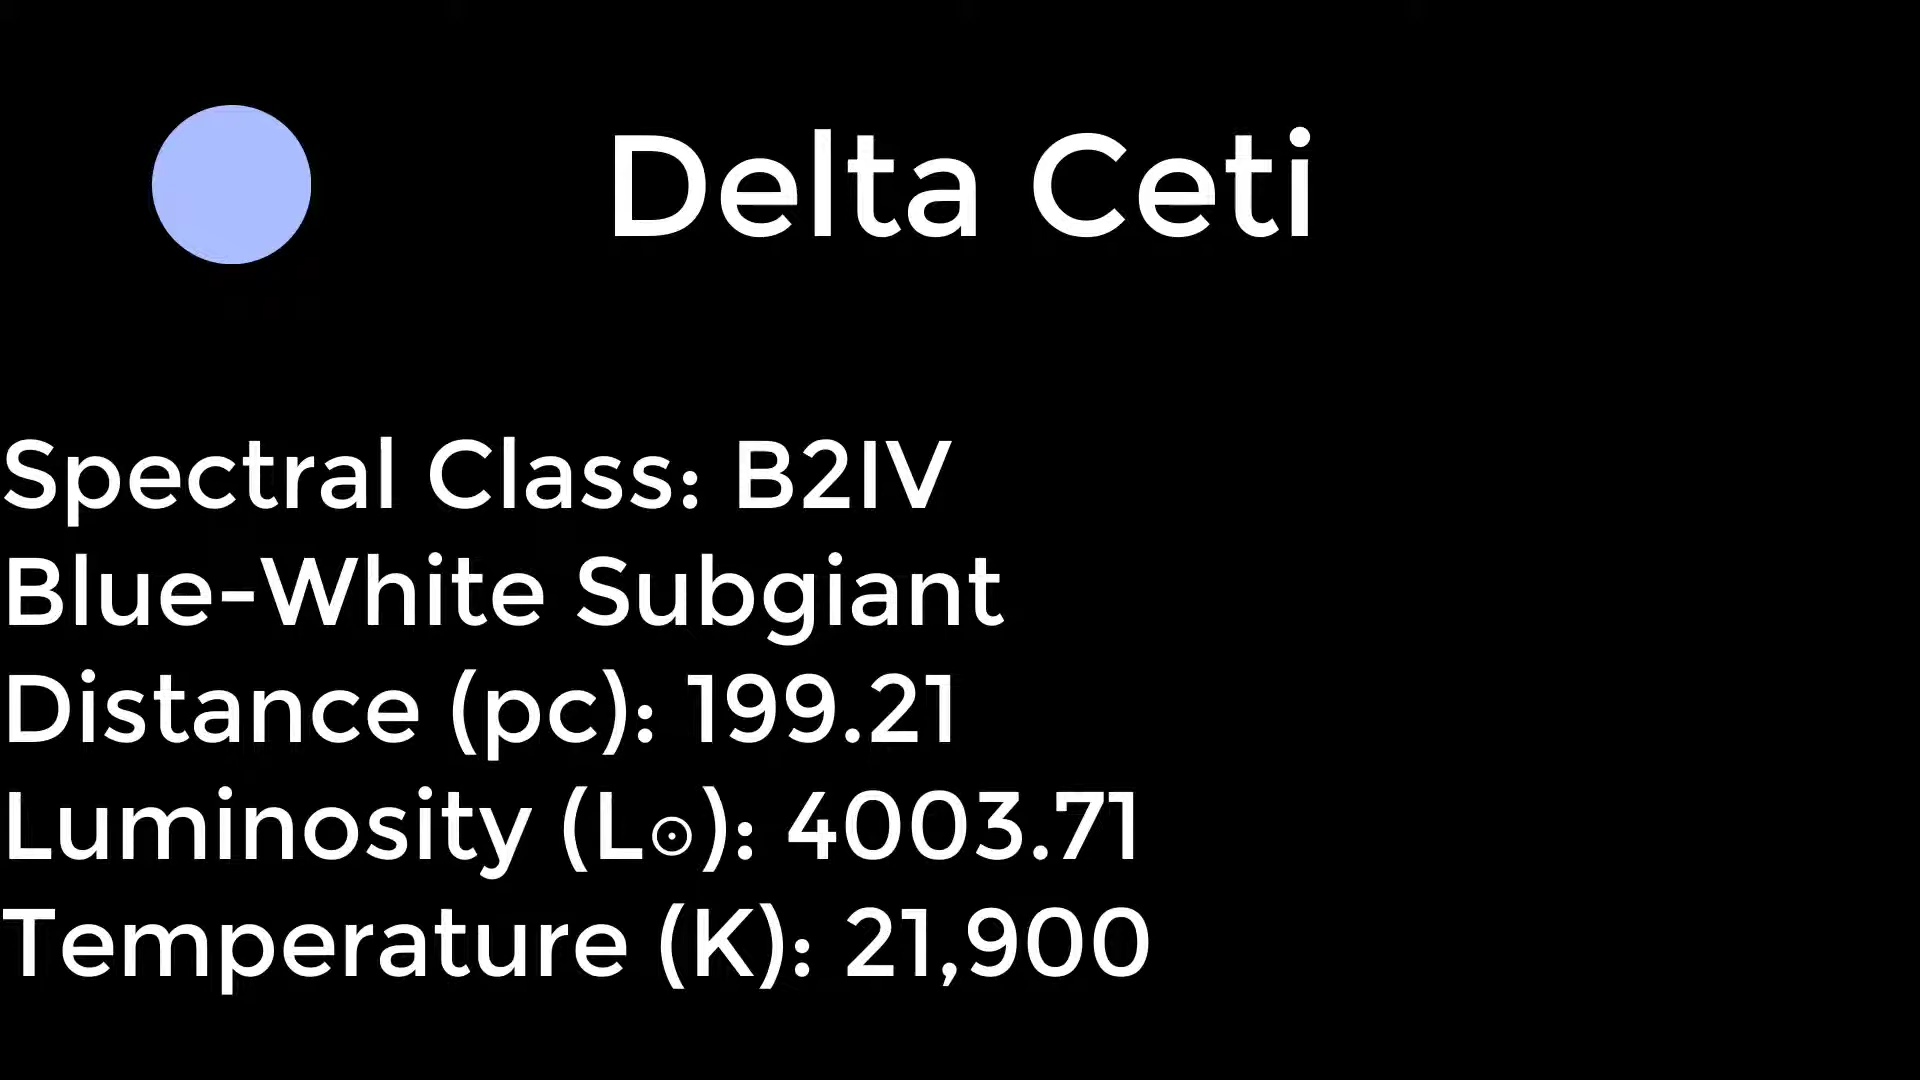 Delta Ceti
Spectral Class: B2IV
Blue-White Subgiant
Distance (pc): 199.21
Luminosity (L☉): 4003.71
Temperature (K): 21,900